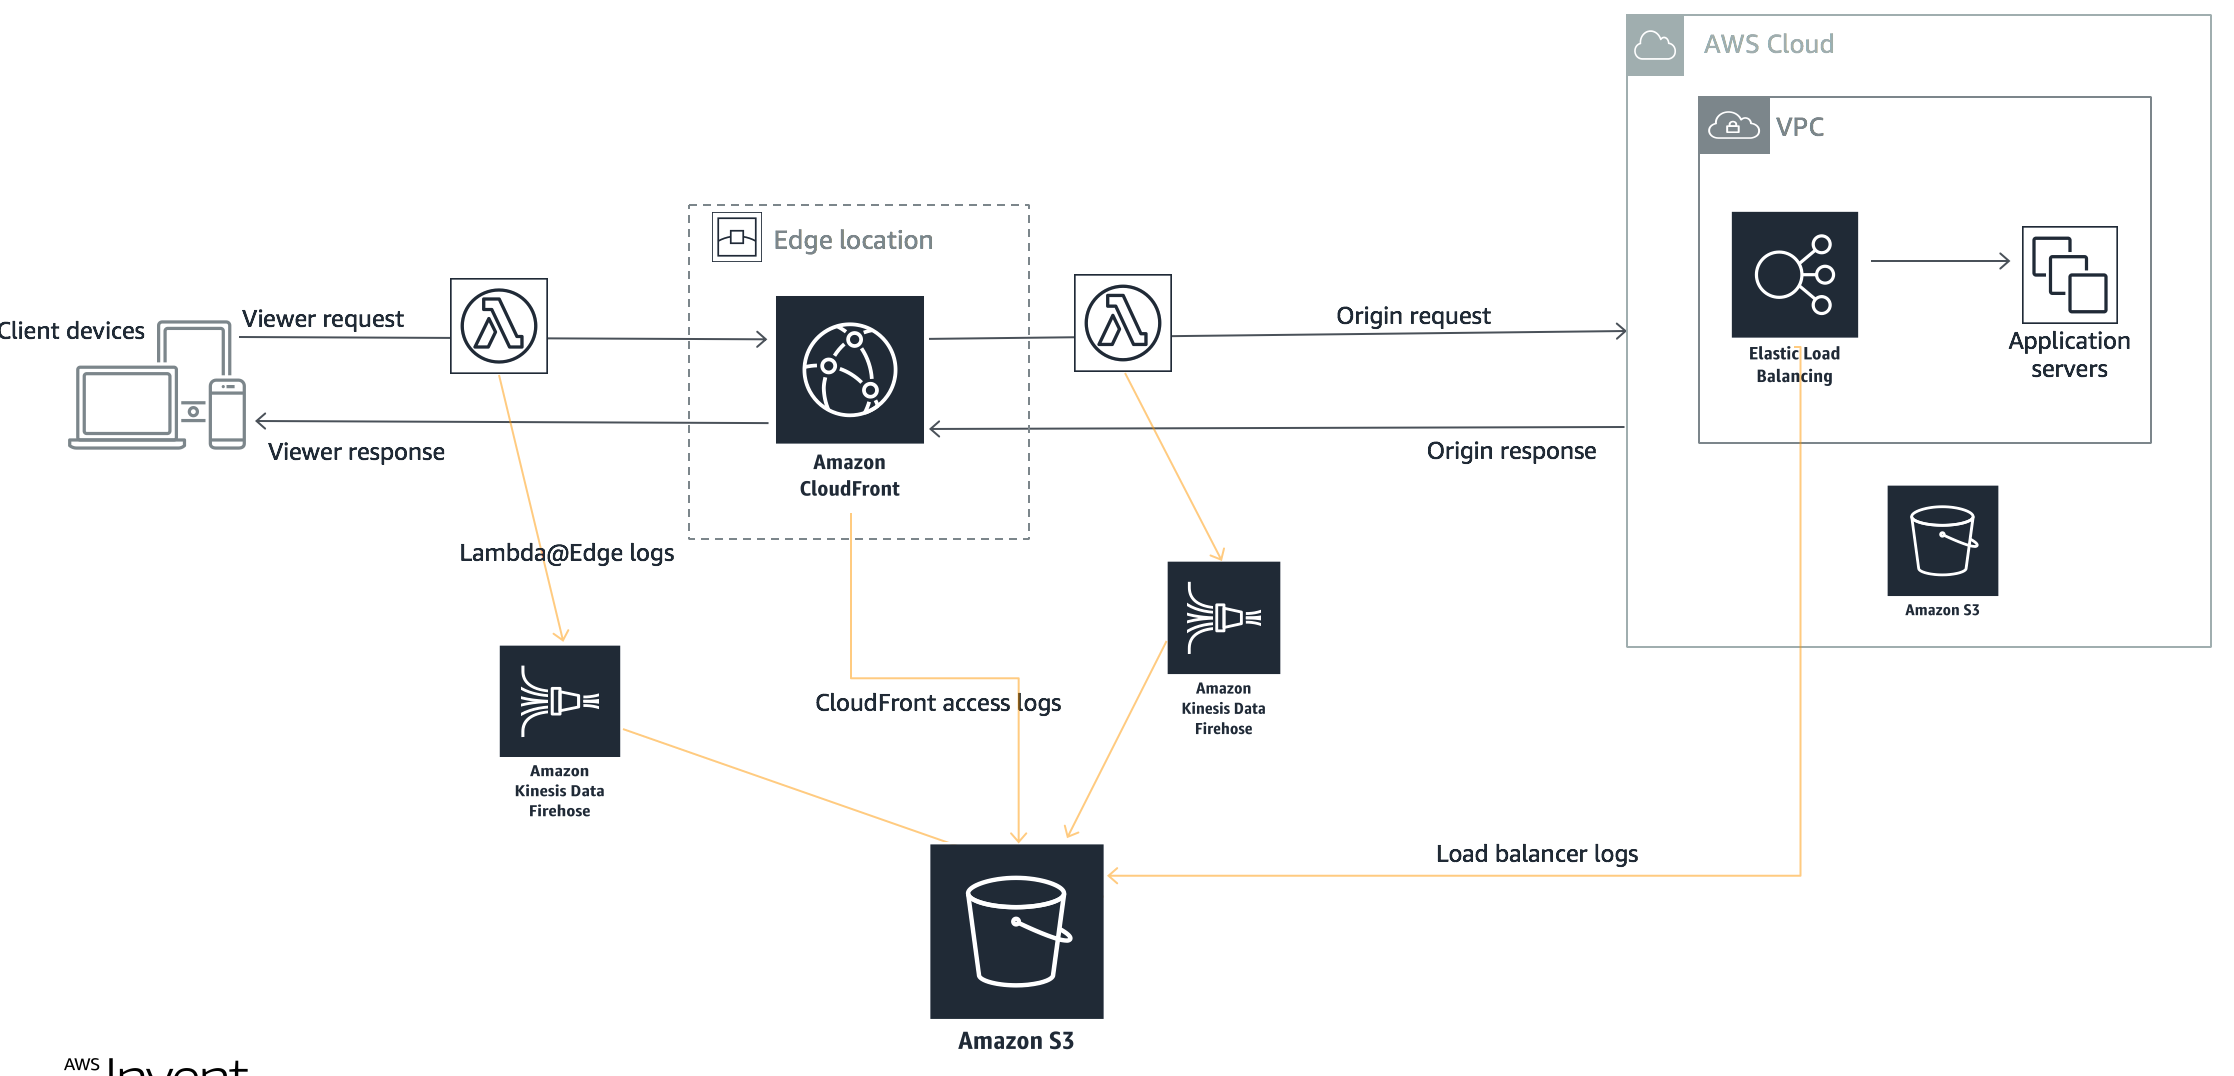 AWS Cloud
VPC
Edge location
Client devices
Viewer request
Origin request
Elastic Load
Balancing
Application
servers
Viewer response
Origin response
Amazon
CloudFront
Lambda@Edge logs
Amazon S3
CloudFront access logs
Amazon
Kinesis Data
Firehose
Amazon
Kinesis Data
Firehose
Load balancer logs
Amazon S3
AWS
Invent